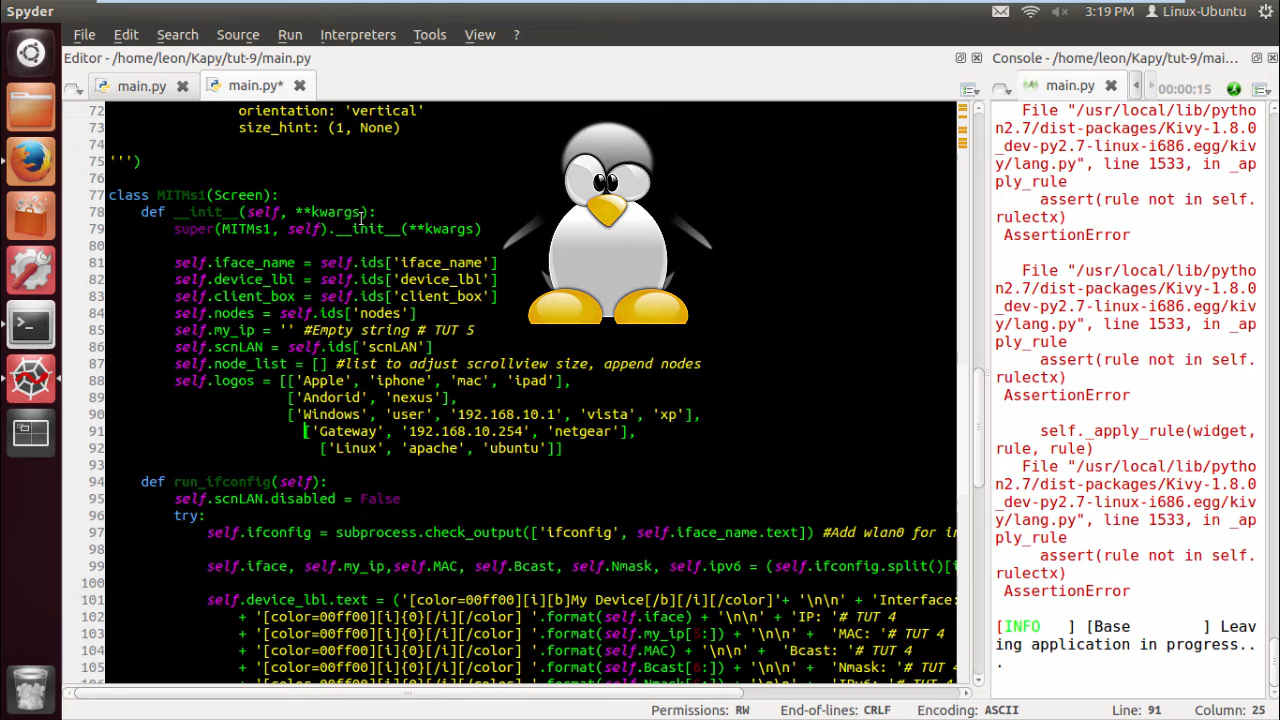 Spyder
3:19 PM
Linux-Ubuntu
File Edit Search Source Run Interpreters Tools View ?
Editor - /home/leon/Kapy/tut-9/main.py
main.py
main.py*
72 orientation: 'vertical'
73 size_hint: (1, None)
74
75 ''')
76
77 class MITMs1(Screen):
78 def __init__(self, **kwargs):
79 super(MITMs1, self).__init__(**kwargs)
80
81 self.iface_name = self.ids['iface_name']
82 self.device_lbl = self.ids['device_lbl']
83 self.client_box = self.ids['client_box']
84 self.nodes = self.ids['nodes']
85 self.my_ip = '' #Empty string # TUT 5
86 self.scnLAN = self.ids['scnLAN']
87 self.node_list = [] #list to adjust scrollview size, append nodes
88 self.logos = [['Apple', 'iphone', 'mac', 'ipad'],
89 ['Andorid', 'nexus'],
90 ['Windows', 'user', '192.168.10.1', 'vista', 'xp'],
91 ['Gateway', '192.168.10.254', 'netgear'],
92 ['Linux', 'apache', 'ubuntu']]
93
94 def run_ifconfig(self):
95 self.scnLAN.disabled = False
96 try:
97 self.ifconfig = subprocess.check_output(['ifconfig', self.iface_name.text]) #Add wlan0 for in
98
99 self.iface, self.my_ip,self.MAC, self.Bcast, self.Nmask, self.ipv6 = (self.ifconfig.split()[i
100
101 self.device_lbl.text = ('[color=00ff00][i][b]My Device[/b][/i][/color]'+ '\n\n' + 'Interface:
102 + '[color=00ff00][i]{0}[/i][/color] '.format(self.iface) + '\n\n' + 'IP: '# TUT 4
103 + '[color=00ff00][i]{0}[/i][/color] '.format(self.my_ip[5:]) + '\n\n' + 'MAC: '# TUT 4
104 + '[color=00ff00][i]{0}[/i][/color] '.format(self.MAC) + '\n\n' + 'Bcast: '# TUT 4
105 + '[color=00ff00][i]{0}[/i][/color] '.format(self.Bcast[6:]) + '\n\n' + 'Nmask: '# TUT 4
Console - /home/leon/Kapy/tut-9/mai...
main.py
00:00:15
File "/usr/local/lib/pytho
n2.7/dist-packages/Kivy-1.8.0
_dev-py2.7-linux-i686.egg/kiv
y/lang.py", line 1533, in _ap
ply_rule
assert(rule not in self.
rulectx)
AssertionError
File "/usr/local/lib/pytho
n2.7/dist-packages/Kivy-1.8.0
_dev-py2.7-linux-i686.egg/kiv
y/lang.py", line 1533, in _ap
ply_rule
assert(rule not in self.
rulectx)
AssertionError
self._apply_rule(widget,
rule, rule)
File "/usr/local/lib/pytho
n2.7/dist-packages/Kivy-1.8.0
_dev-py2.7-linux-i686.egg/kiv
y/lang.py", line 1533, in _ap
ply_rule
assert(rule not in self.
rulectx)
AssertionError
[INFO ] [Base ] Leav
ing application in progress..
.
Permissions: RW End-of-lines: CRLF Encoding: ASCII Line: 91 Column: 25